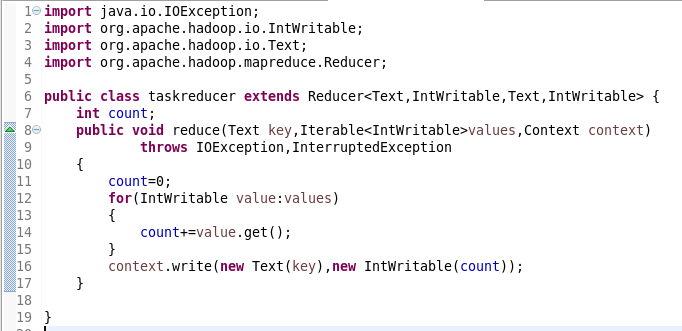 1 import java.io.IOException;
2 import org.apache.hadoop.io.IntWritable;
3 import org.apache.hadoop.io.Text;
4 import org.apache.hadoop.mapreduce.Reducer;
5
6 public class taskreducer extends Reducer<Text,IntWritable,Text,IntWritable> {
7     int count;
8     public void reduce(Text key,Iterable<IntWritable>values,Context context)
9             throws IOException,InterruptedException
10     {
11         count=0;
12         for(IntWritable value:values)
13         {
14             count+=value.get();
15         }
16         context.write(new Text(key),new IntWritable(count));
17     }
18
19 }